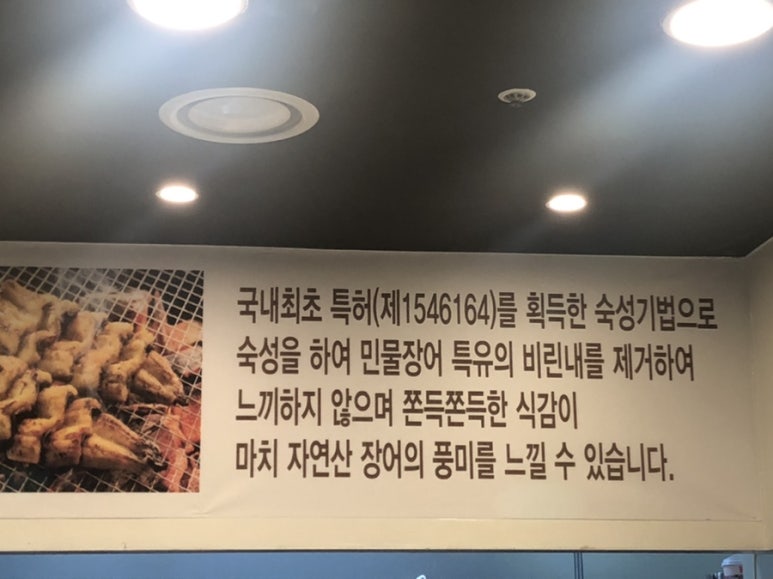 국내최초 특허(제1546164)를 획득한 숙성기법으로
숙성을 하여 민물장어 특유의 비린내를 제거하여
느끼하지 않으며 쫀득쫀득한 식감이
마치 자연산 장어의 풍미를 느낄 수 있습니다.